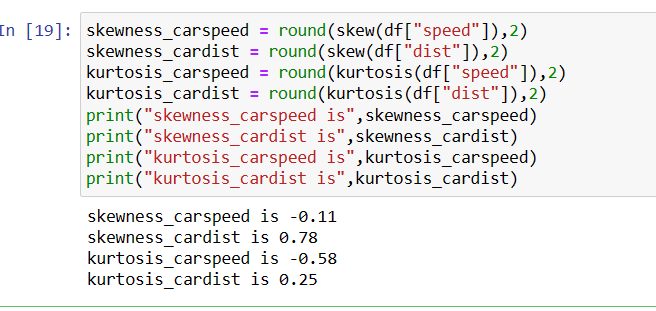 In [19]: skewness_carspeed = round(skew(df["speed"]),2)
skewness_cardist = round(skew(df["dist"]),2)
kurtosis_carspeed = round(kurtosis(df["speed"]),2)
kurtosis_cardist = round(kurtosis(df["dist"]),2)
print("skewness_carspeed is",skewness_carspeed)
print("skewness_cardist is",skewness_cardist)
print("kurtosis_carspeed is",kurtosis_carspeed)
print("kurtosis_cardist is",kurtosis_cardist)
skewness_carspeed is -0.11
skewness_cardist is 0.78
kurtosis_carspeed is -0.58
kurtosis_cardist is 0.25